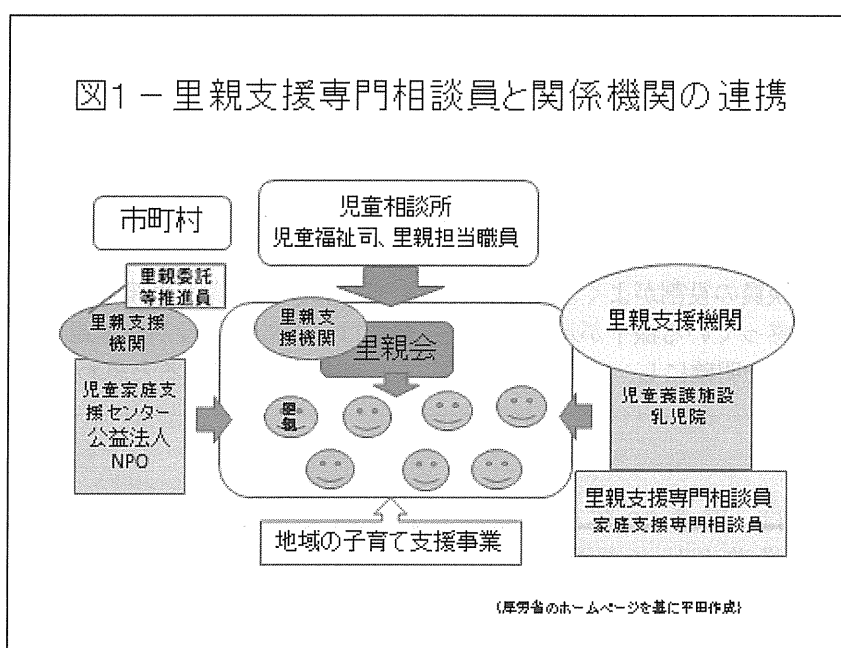 図1－里親支援専門相談員と関係機関の連携
市町村
児童相談所
児童福祉司、里親担当職員
里親委託
等推進員
里親支援
機関
児童家庭支
援センター
公益法人
NPO
里親支
援機関
里親会
里親
里親支援機関
児童養護施設
乳児院
里親支援専門相談員
家庭支援専門相談員
地域の子育て支援事業
(厚労省のホームページを基に平田作成)